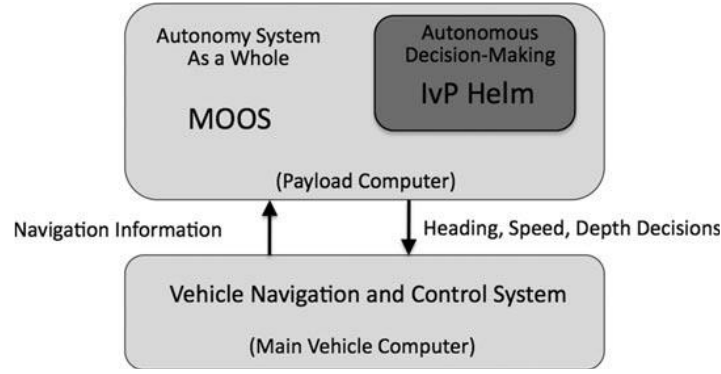 Autonomy System
As a Whole
MOOS
Autonomous
Decision-Making
IvP Helm
(Payload Computer)
Navigation Information
Heading, Speed, Depth Decisions
Vehicle Navigation and Control System
(Main Vehicle Computer)